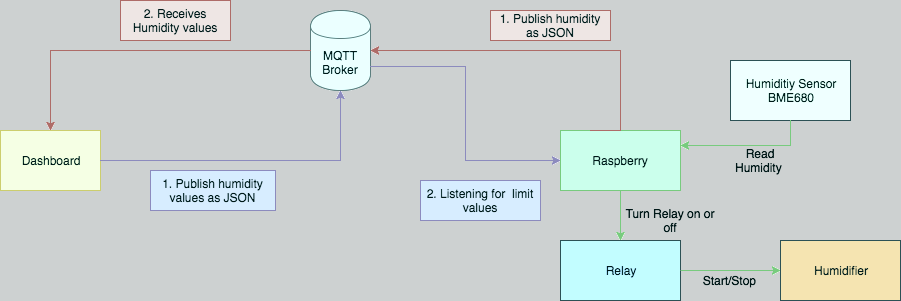 2. Receives
Humidity values
1. Publish humidity
as JSON
MQTT
Broker
Humiditiy Sensor
BME680
Dashboard
Raspberry
Read
Humidity
1. Publish humidity
values as JSON
2. Listening for limit
values
Turn Relay on or
off
Relay
Start/Stop
Humidifier